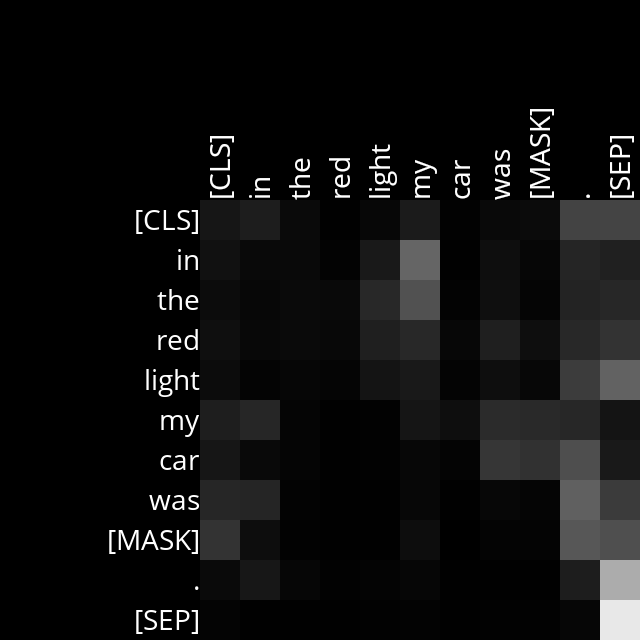 [CLS] in the red light my car was [MASK] . [SEP]
[CLS]
in
the
red
light
my
car
was
[MASK]
.
[SEP]